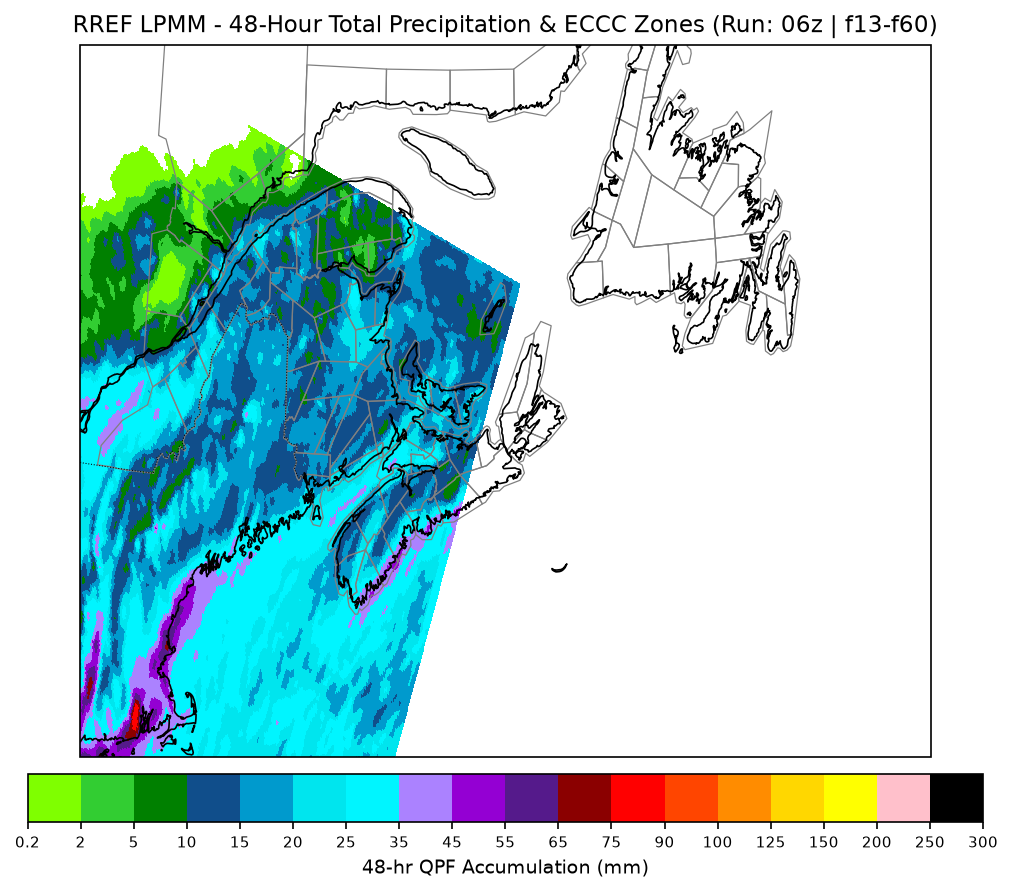 RREF LPMM - 48-Hour Total Precipitation & ECCC Zones (Run: 06z | f13-f60)
0.2 2 5 10 15 20 25 35 45 55 65 75 90 100 125 150 200 250 300
48-hr QPF Accumulation (mm)